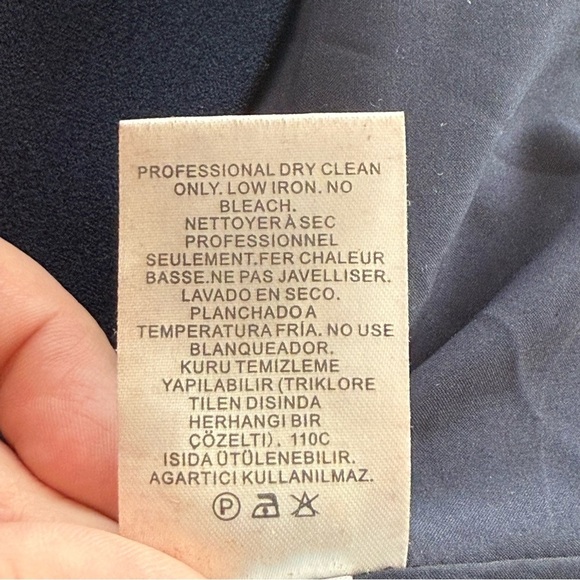 PROFESSIONAL DRY CLEAN
ONLY. LOW IRON. NO
BLEACH.
NETTOYER À SEC
PROFESSIONNEL
SEULEMENT.FER CHALEUR
BASSE.NE PAS JAVELLISER.
LAVADO EN SECO.
PLANCHADO A
TEMPERATURA FRÍA. NO USE
BLANQUEADOR.
KURU TEMIZLEME
YAPILABILIR (TRIKLORE
TILEN DISINDA
HERHANGI BIR
ÇÖZELTI). 110C
ISIDA ÜTÜLENEBILIR.
AGARTICI KULLANILMAZ.
P